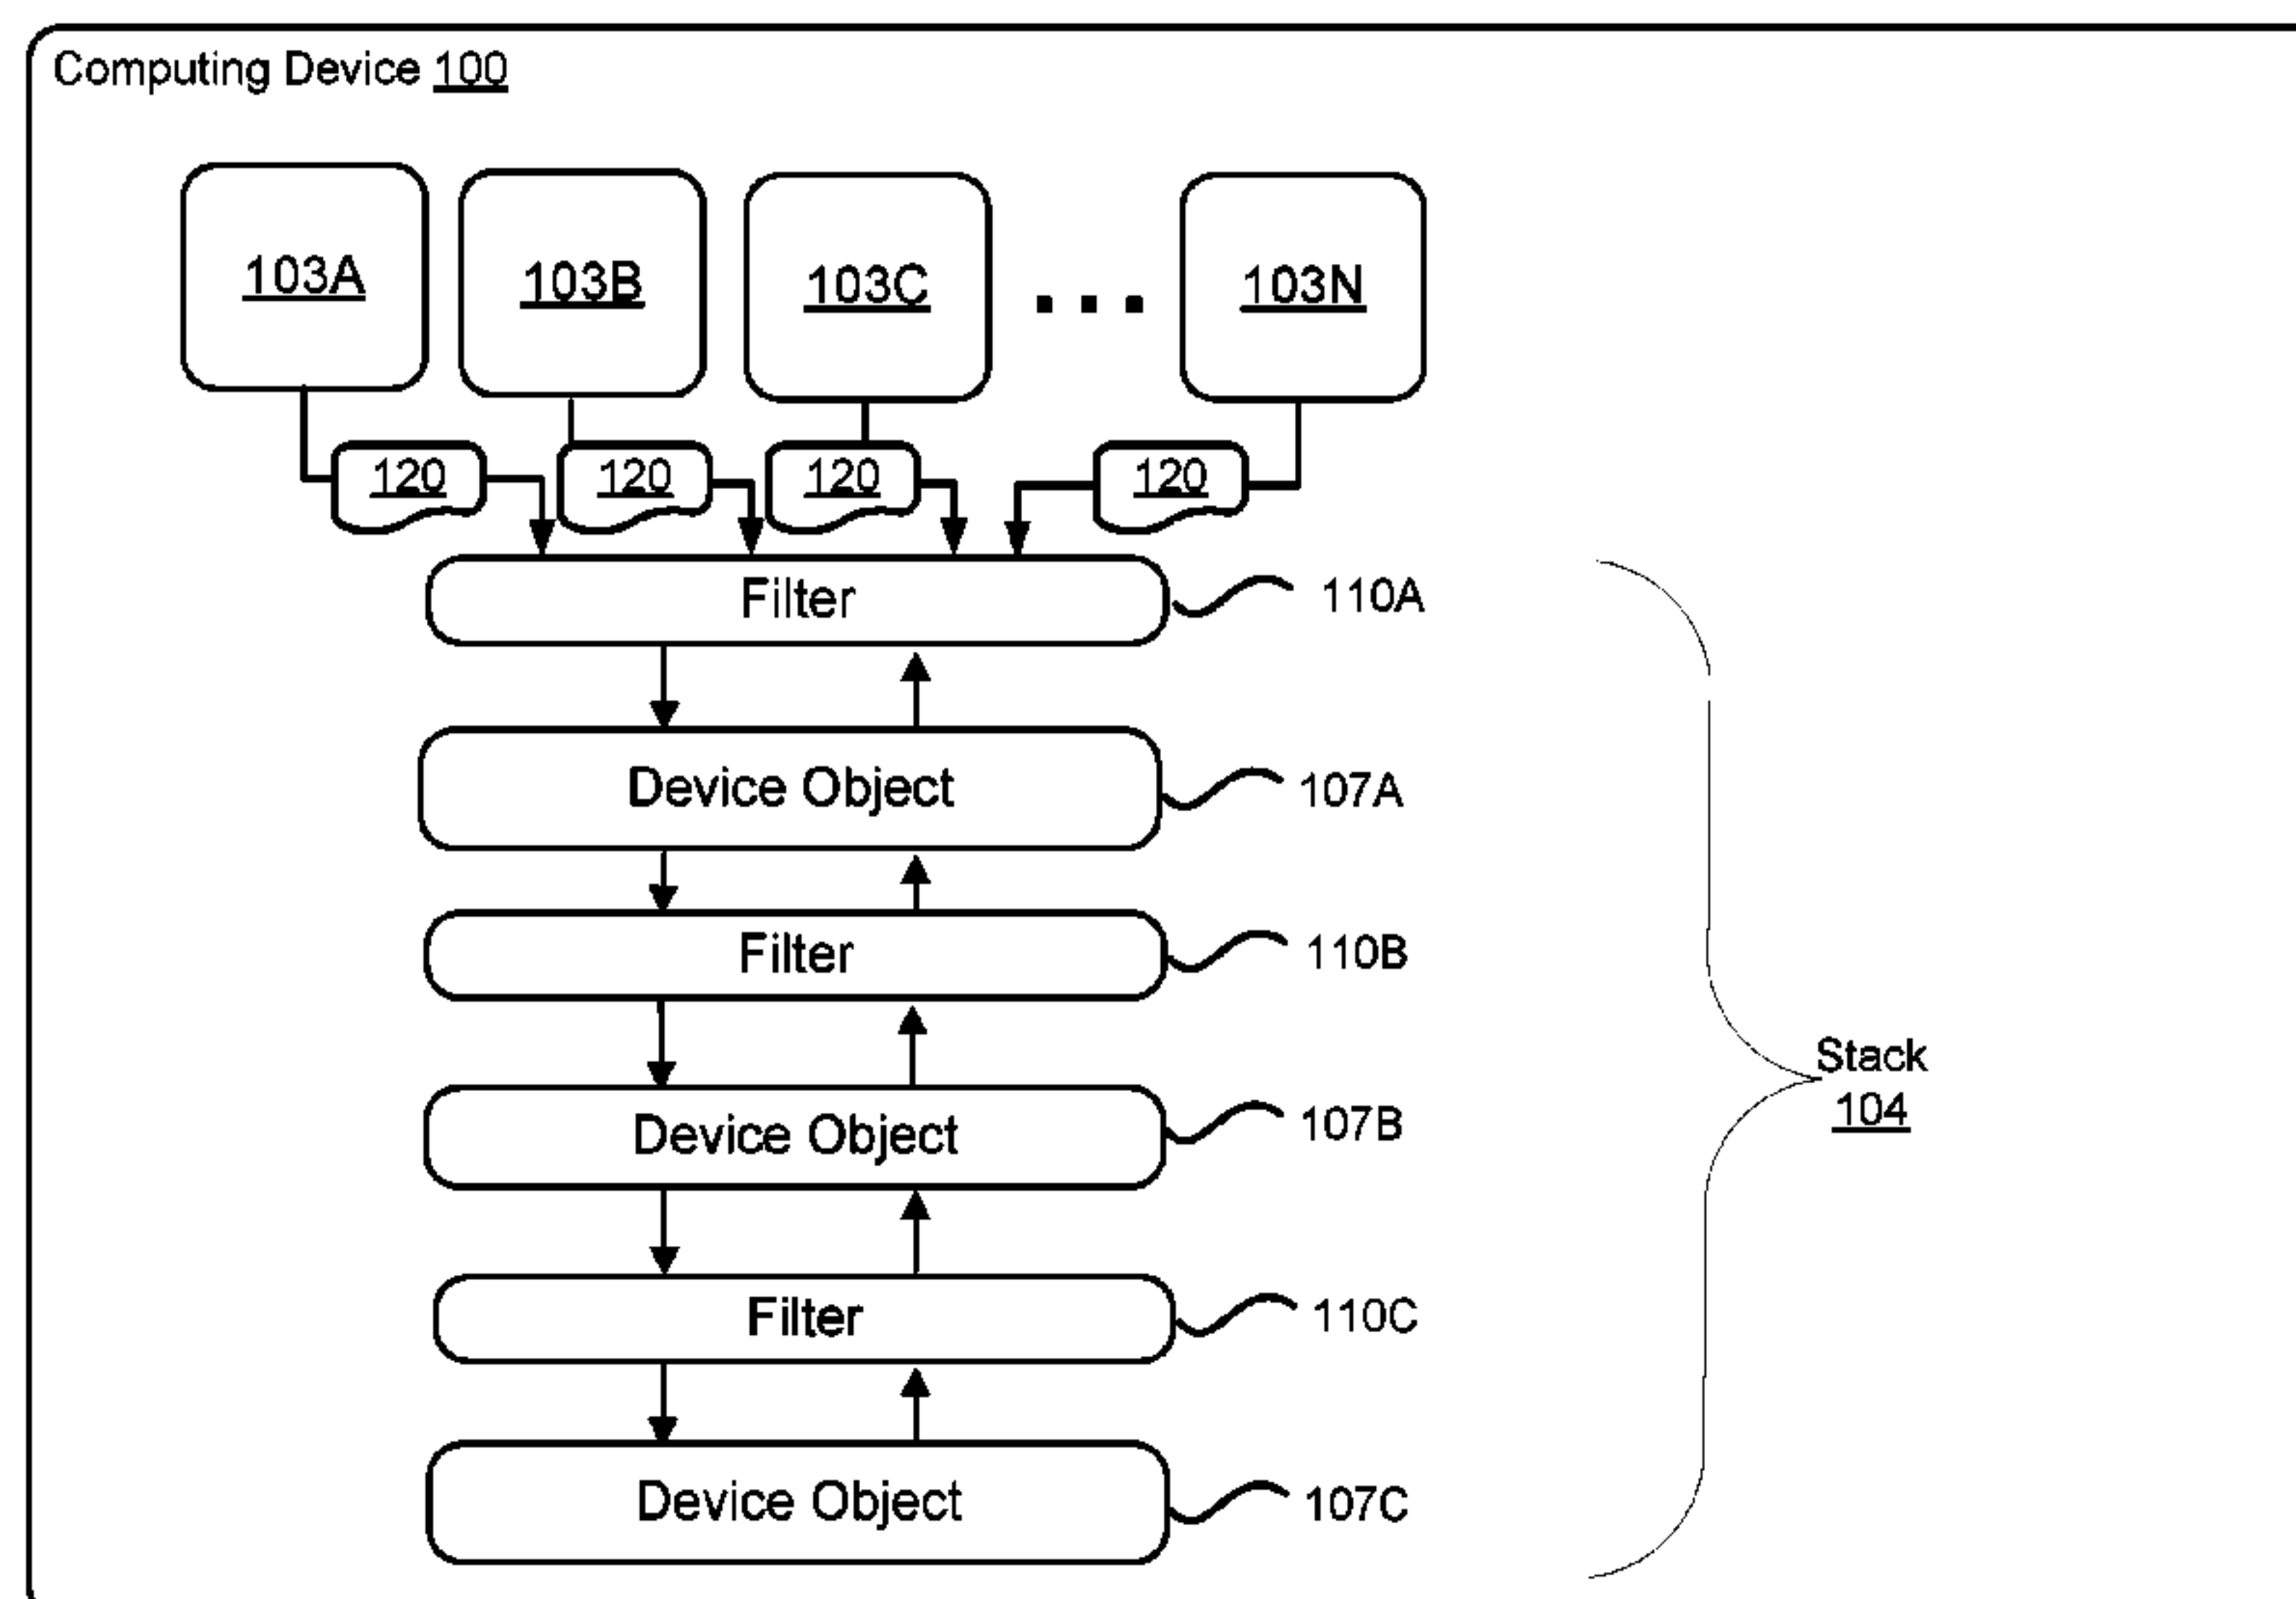 Computing Device 100
103A 103B 103C ... 103N
120 120 120 120
Filter 110A
Device Object 107A
Filter 110B
Stack 104
Device Object 107B
Filter 110C
Device Object 107C